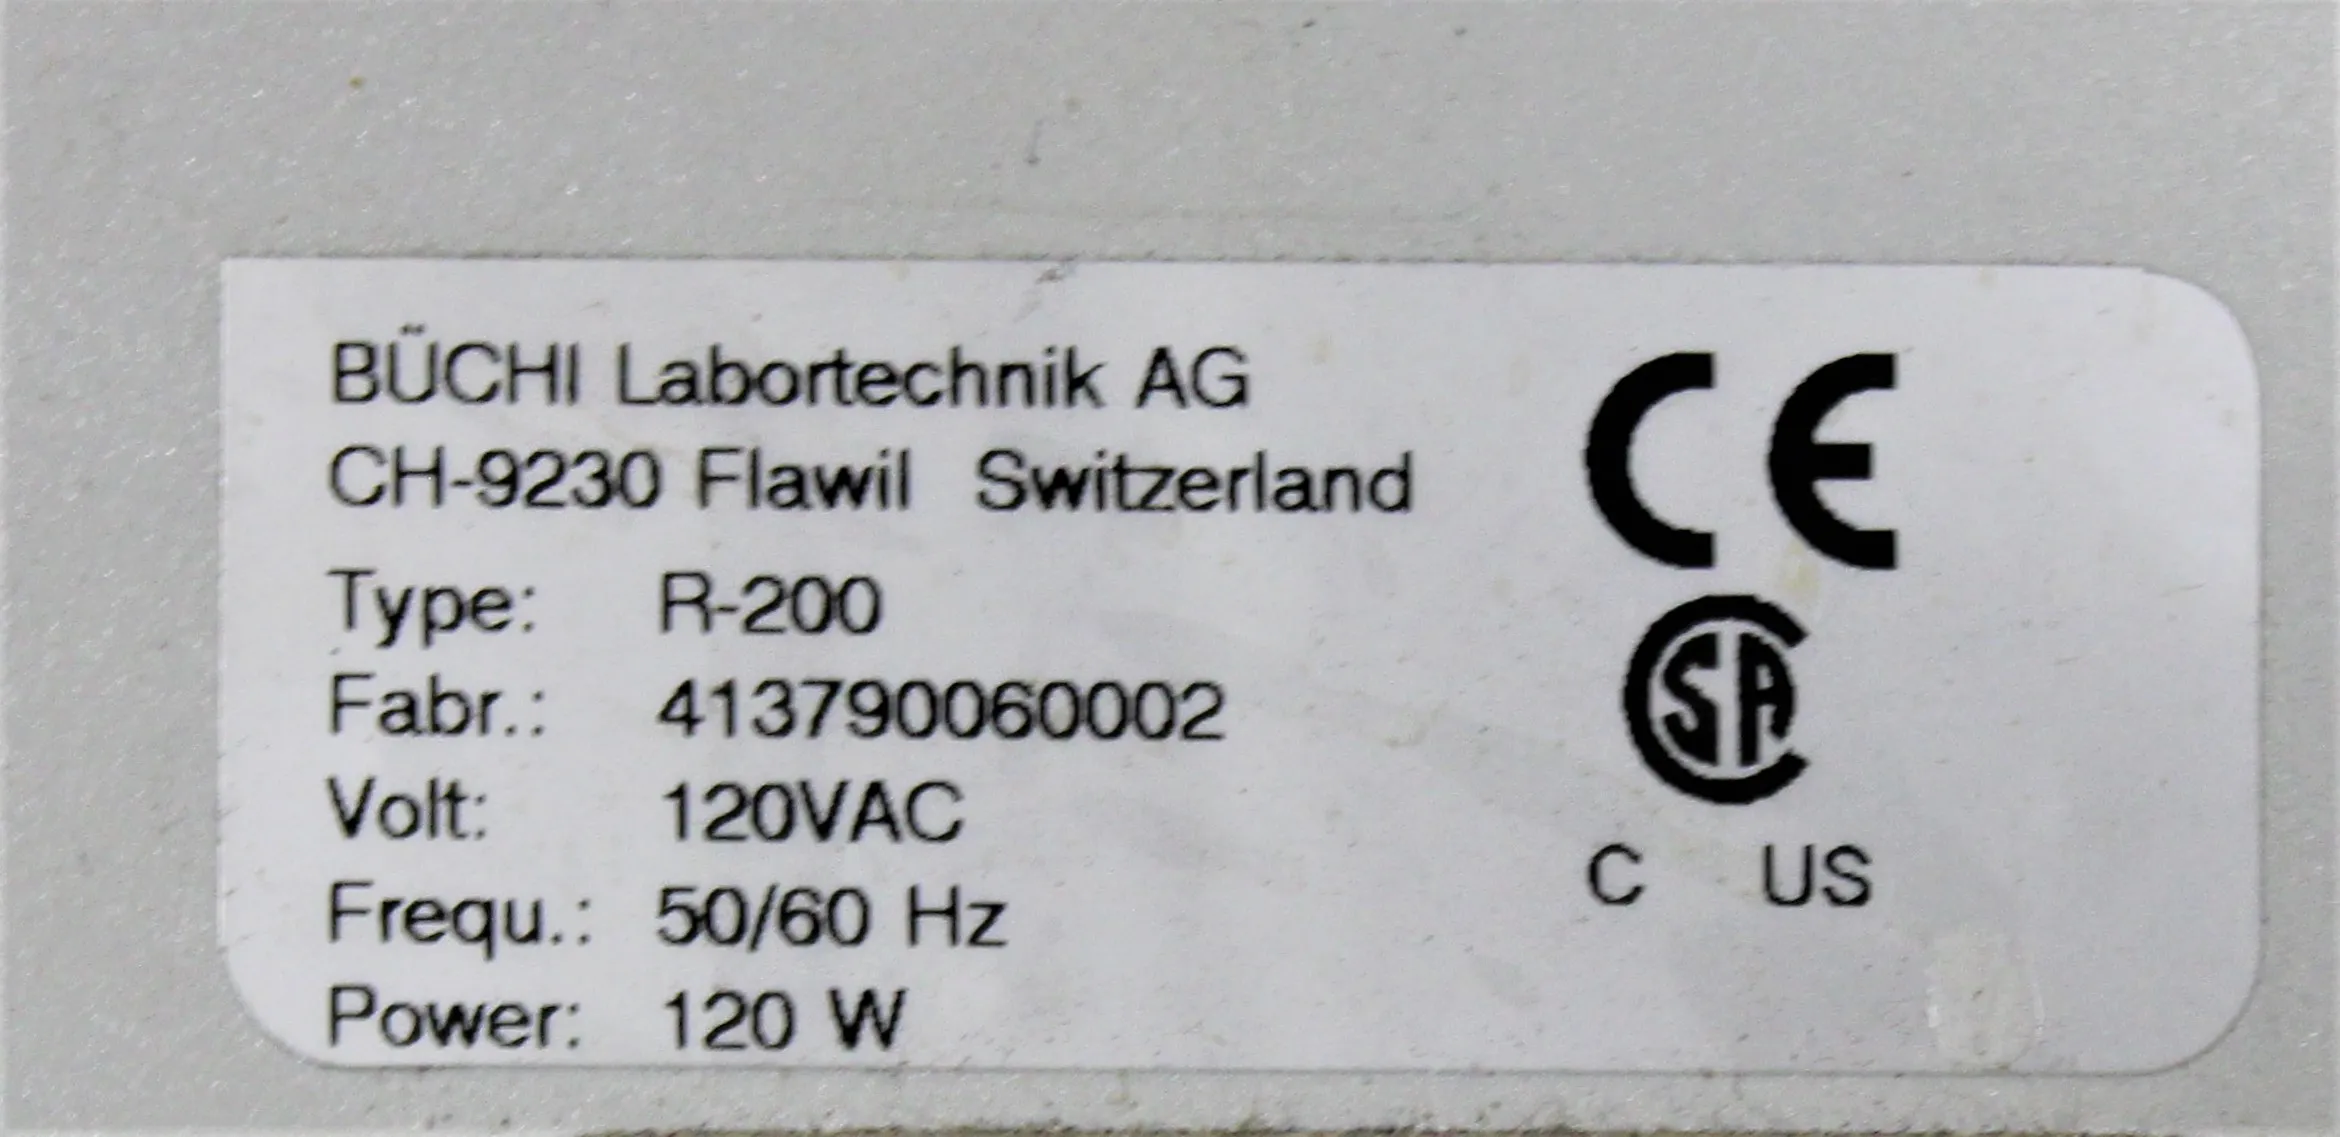 BÜCHI Labortechnik AG
CH-9230 Flawil Switzerland
CE
Type: R-200
Fabr.: 413790060002
CSA
Volt: 120VAC
C US
Frequ.: 50/60 Hz
Power: 120 W